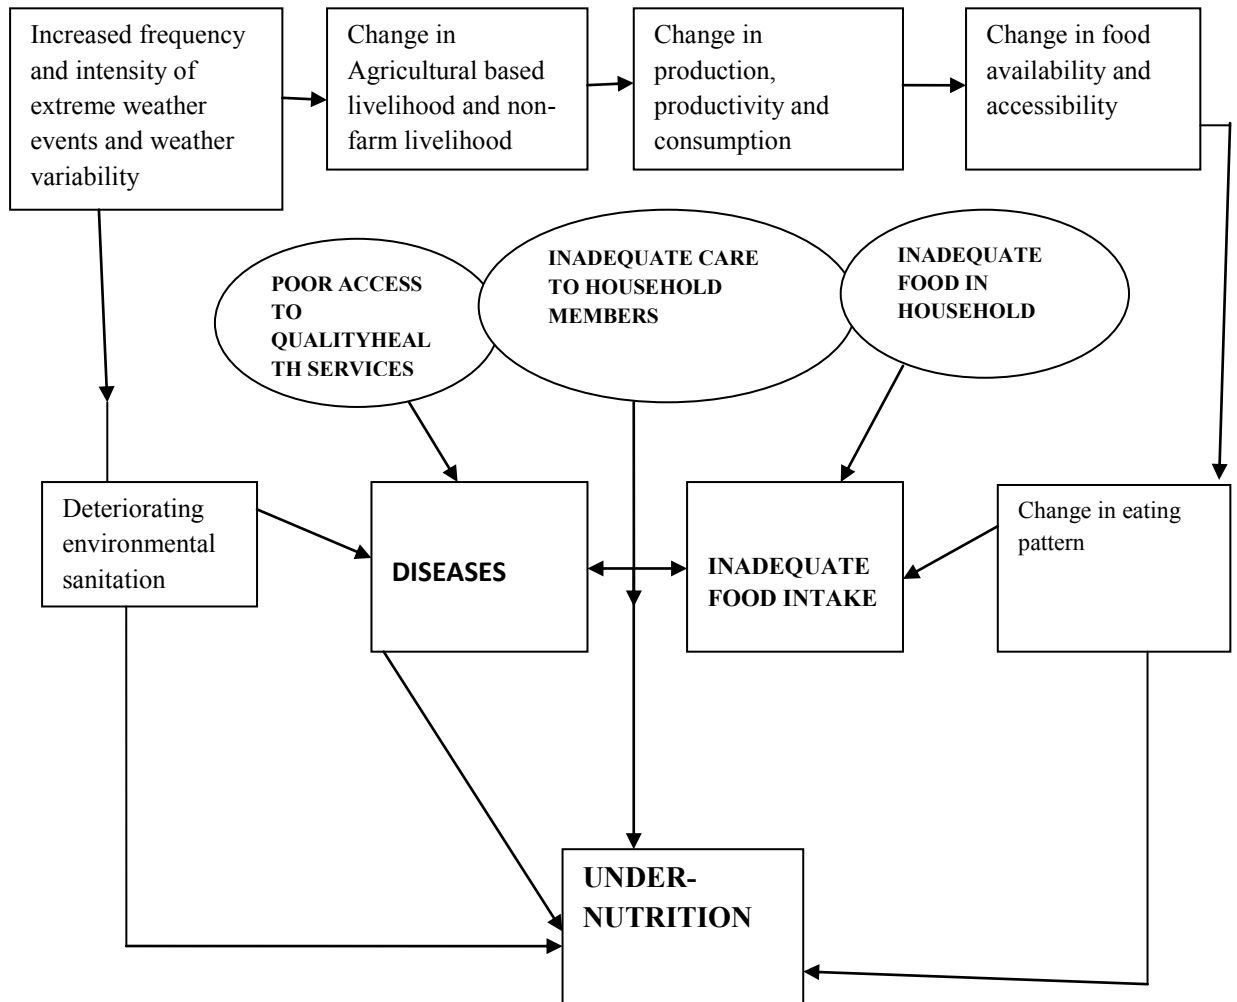 Increased frequency
and intensity of
extreme weather
events and weather
variability
Change in
Agricultural based
livelihood and non-
farm livelihood
Change in
production,
productivity and
consumption
Change in food
availability and
accessibility
POOR ACCESS
TO
QUALITYHEAL
TH SERVICES
INADEQUATE CARE
TO HOUSEHOLD
MEMBERS
INADEQUATE
FOOD IN
HOUSEHOLD
Deteriorating
environmental
sanitation
DISEASES
INADEQUATE
FOOD INTAKE
Change in eating
pattern
UNDER-
NUTRITION